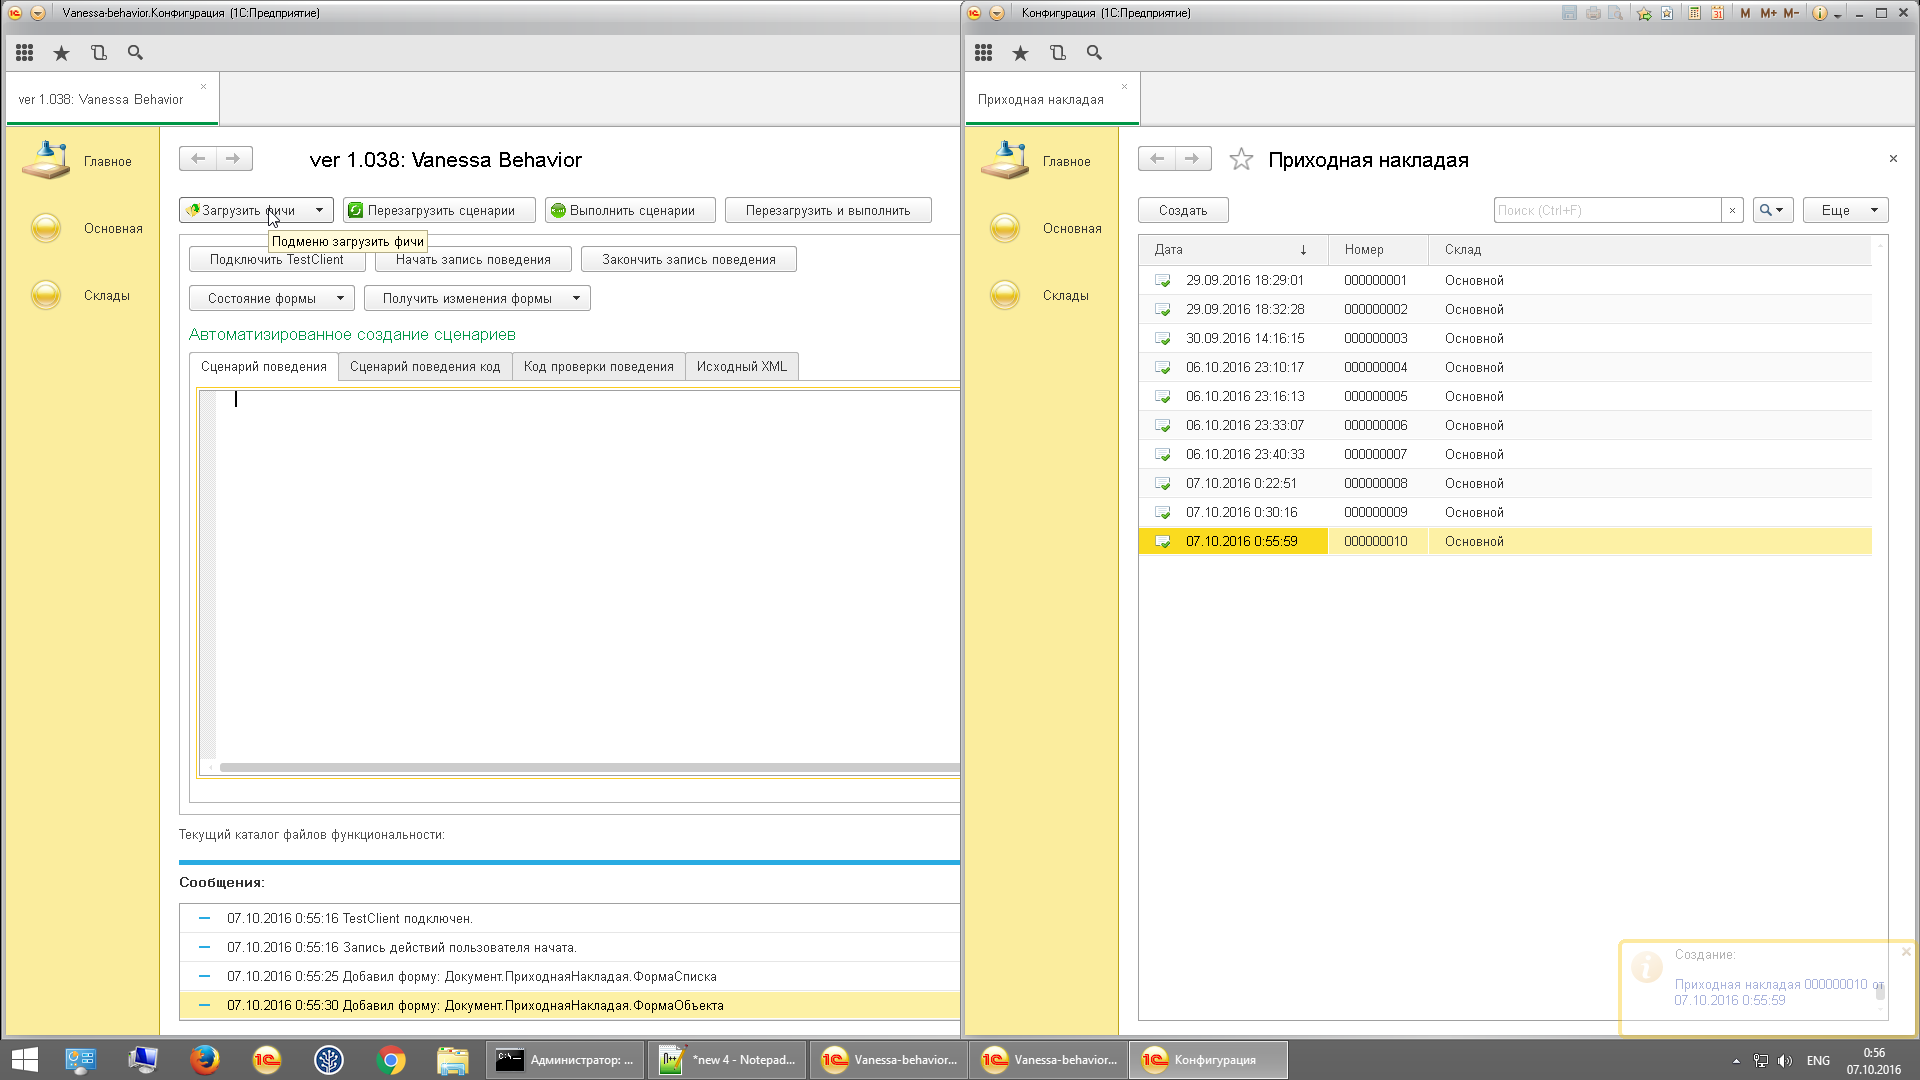 Vanessa-behavior.Конфигурация (1С:Предприятие)
ver 1.038: Vanessa Behavior
Главное
Основная
Склады
ver 1.038: Vanessa Behavior
Загрузить фичи
Перезагрузить сценарии
Выполнить сценарии
Перезагрузить и выполнить
Подменю загрузить фичи
Подключить TestClient
Начать запись поведения
Закончить запись поведения
Состояние формы
Получить изменения формы
Автоматизированное создание сценариев
Сценарий поведения
Сценарий поведения код
Код проверки поведения
Исходный XML
Текущий каталог файлов функциональности:
Сообщения:
07.10.2016 0:55:16 TestClient подключен.
07.10.2016 0:55:16 Запись действий пользователя начата.
07.10.2016 0:55:25 Добавил форму: Документ.ПриходнаяНакладая.ФормаСписка
07.10.2016 0:55:30 Добавил форму: Документ.ПриходнаяНакладая.ФормаОбъекта
Конфигурация (1С:Предприятие)
M M+ M-
Приходная накладая
Главное
Основная
Склады
Приходная накладая
Создать
Поиск (Ctrl+F)
Еще
Дата Номер Склад
29.09.2016 18:29:01 000000001 Основной
29.09.2016 18:32:28 000000002 Основной
30.09.2016 14:16:15 000000003 Основной
06.10.2016 23:10:17 000000004 Основной
06.10.2016 23:16:13 000000005 Основной
06.10.2016 23:33:07 000000006 Основной
06.10.2016 23:40:33 000000007 Основной
07.10.2016 0:22:51 000000008 Основной
07.10.2016 0:30:16 000000009 Основной
07.10.2016 0:55:59 000000010 Основной
Создание:
Приходная накладая 000000010 от
07.10.2016 0:55:59
Администратор: ...
*new 4 - Notepad...
Vanessa-behavior...
Vanessa-behavior...
Конфигурация
ENG
0:56
07.10.2016